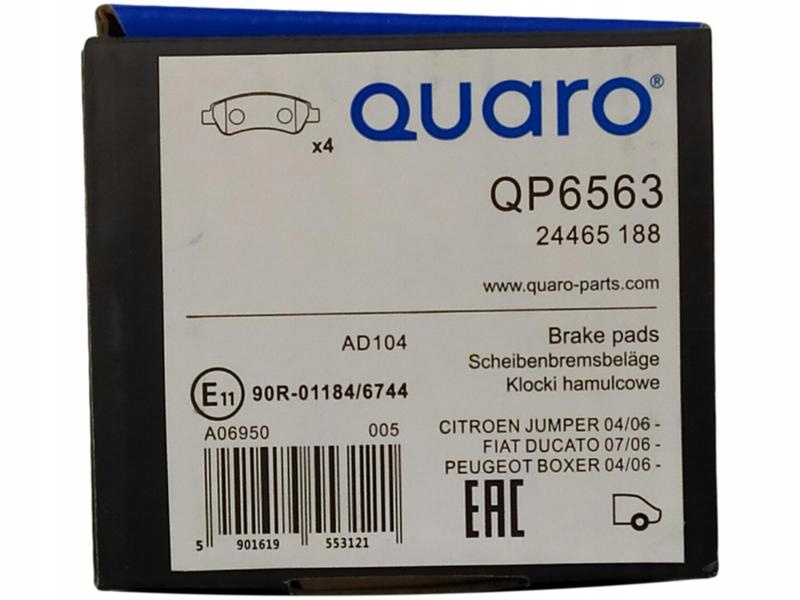 x4
QUARO®
QP6563
24465 188
www.quaro-parts.com
AD104
Brake pads
Scheibenbremsbeläge
Klocki hamulcowe
E11 90R-01184/6744
A06950 005
CITROEN JUMPER 04/06 -
FIAT DUCATO 07/06 -
PEUGEOT BOXER 04/06 -
5 901619 553121
EAC